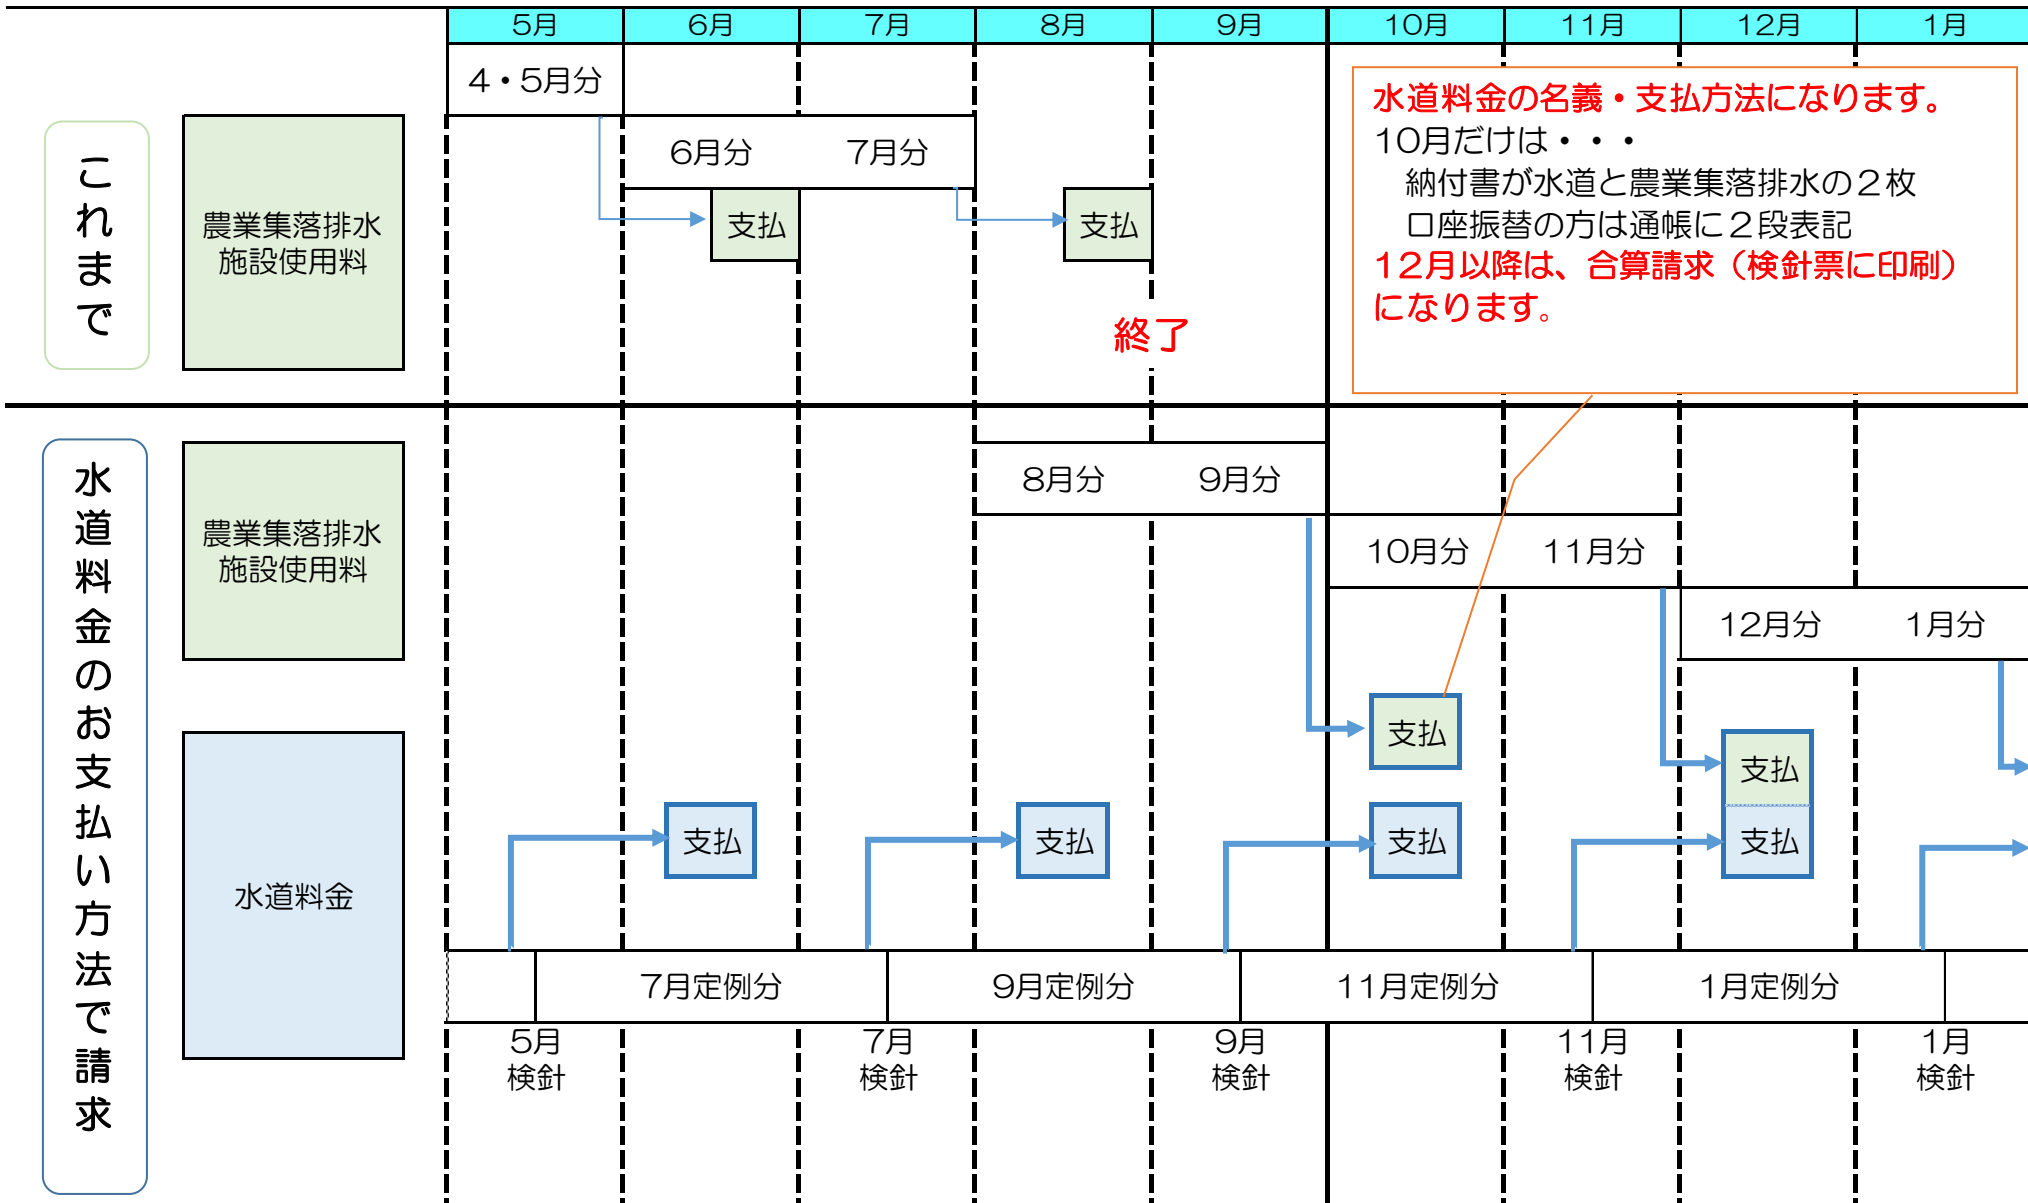 5月 6月 7月 8月 9月 10月 11月 12月 1月
これまで
農業集落排水
施設使用料
4・5月分
6月分 7月分
支払 支払
終了
水道料金の名義・支払方法になります。
10月だけは・・・
納付書が水道と農業集落排水の２枚
口座振替の方は通帳に２段表記
12月以降は、合算請求（検針票に印刷）
になります。
水道料金のお支払い方法で請求
農業集落排水
施設使用料
8月分 9月分
10月分 11月分
12月分 1月分
支払
支払
水道料金
支払 支払 支払 支払
7月定例分 9月定例分 11月定例分 1月定例分
5月 7月 9月 11月 1月
検針 検針 検針 検針 検針